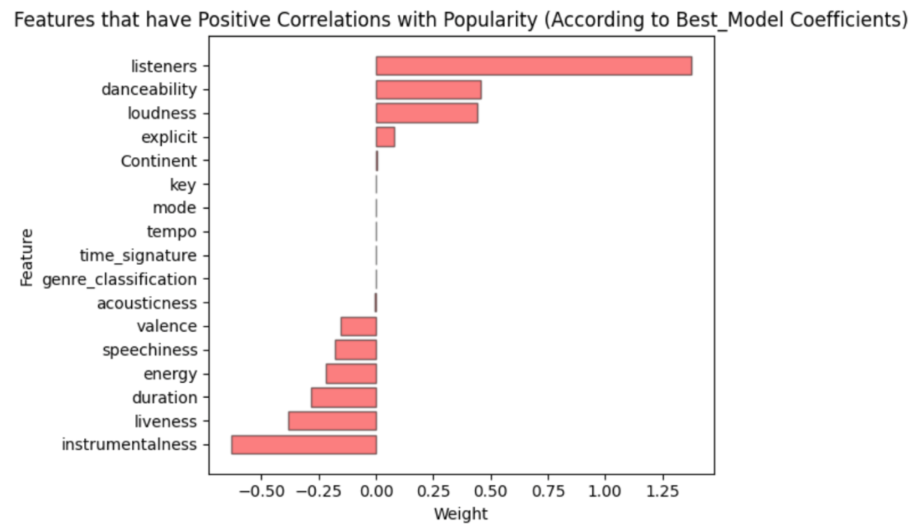 Features that have Positive Correlations with Popularity (According to Best_Model Coefficients)
listeners
danceability
loudness
explicit
Continent
key
mode
tempo
time_signature
genre_classification
acousticness
valence
speechiness
energy
duration
liveness
instrumentalness
Feature
−0.50 −0.25 0.00 0.25 0.50 0.75 1.00 1.25
Weight